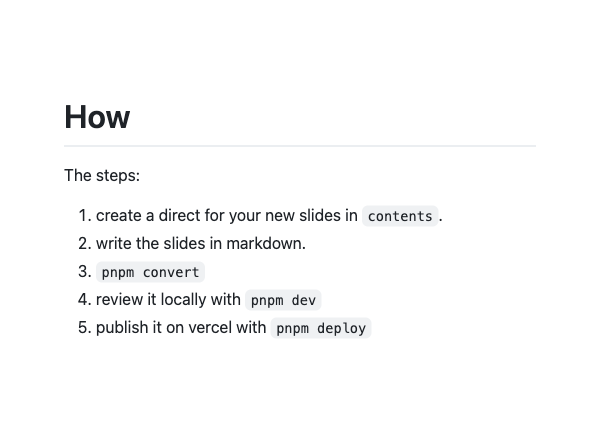 How
The steps:
1. create a direct for your new slides in contents.
2. write the slides in markdown.
3. pnpm convert
4. review it locally with pnpm dev
5. publish it on vercel with pnpm deploy